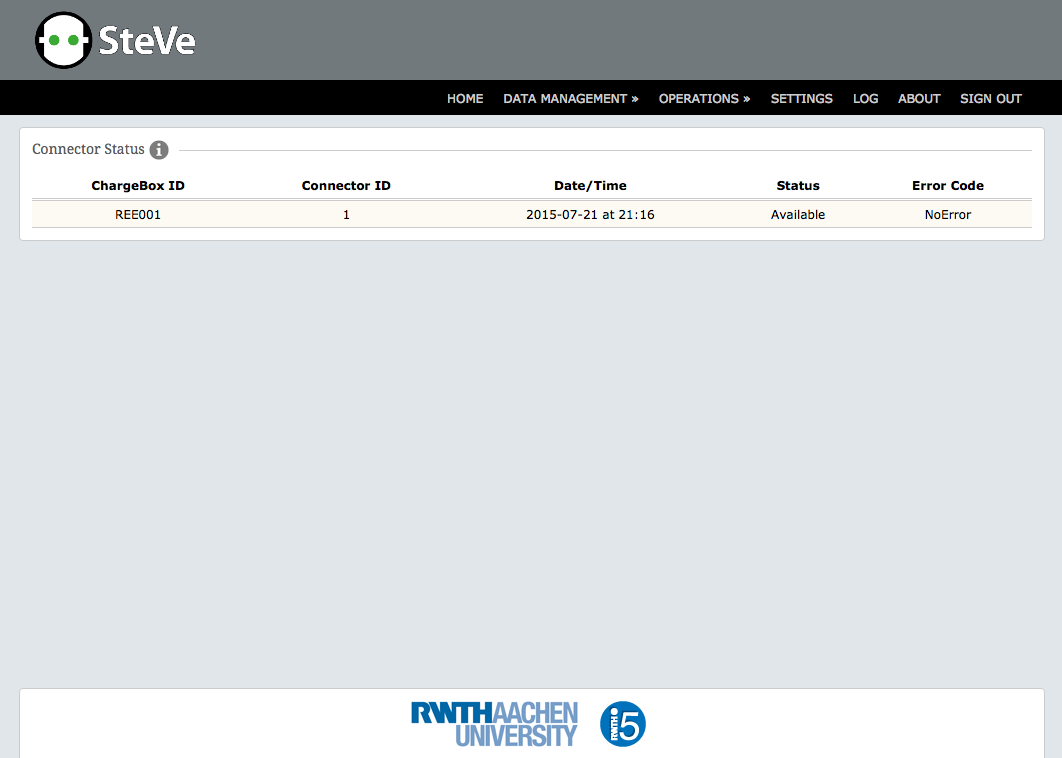 SteVe
HOME DATA MANAGEMENT » OPERATIONS » SETTINGS LOG ABOUT SIGN OUT
Connector Status i
ChargeBox ID Connector ID Date/Time Status Error Code
REE001 1 2015-07-21 at 21:16 Available NoError
RWTHAACHEN
UNIVERSITY
RWTH i5